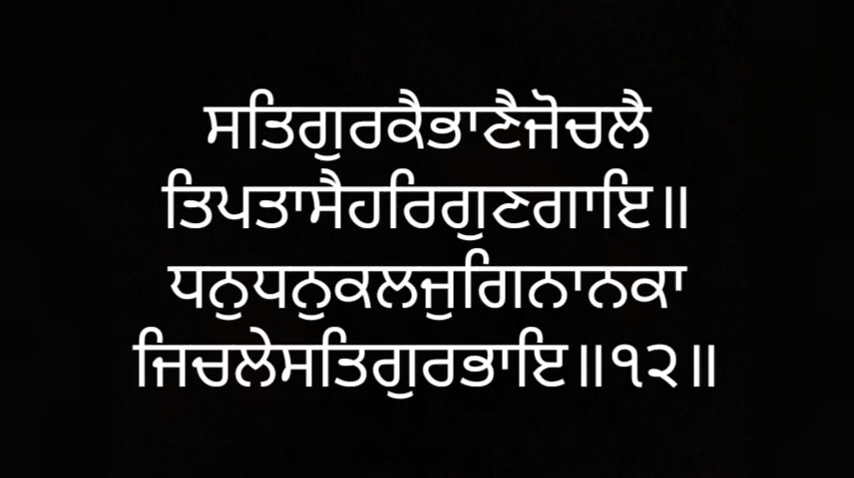 ਸਤਿਗੁਰਕੈਭਾਣੈਜੋਚਲੈ
ਤਿਪਤਾਸੈਹਰਿਗੁਣਗਾਇ॥
ਧਨੁਧਨੁਕਲਜੁਗਿਨਾਨਕਾ
ਜਿਚਲੇਸਤਿਗੁਰਭਾਇ॥੧੨॥